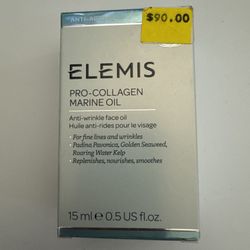 ANTI-AG
$90.00
ELEMIS
PRO-COLLAGEN
MARINE OIL
Anti-wrinkle face oil
Huile anti-rides pour le visage
• For fine lines and wrinkles
• Padina Pavonica, Golden Seaweed,
Roaring Water Kelp
• Replenishes, nourishes, smoothes
15 ml e 0.5 US fl.oz.